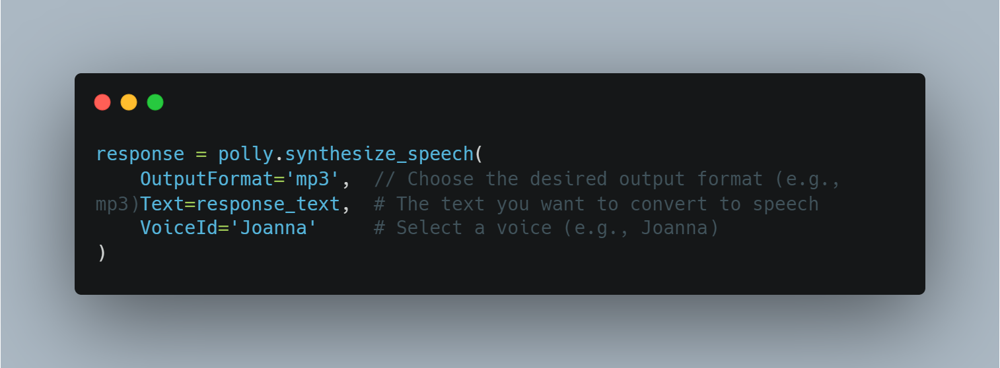 response = polly.synthesize_speech(
    OutputFormat='mp3',  // Choose the desired output format (e.g.,
mp3)Text=response_text,  # The text you want to convert to speech
    VoiceId='Joanna'     # Select a voice (e.g., Joanna)
)